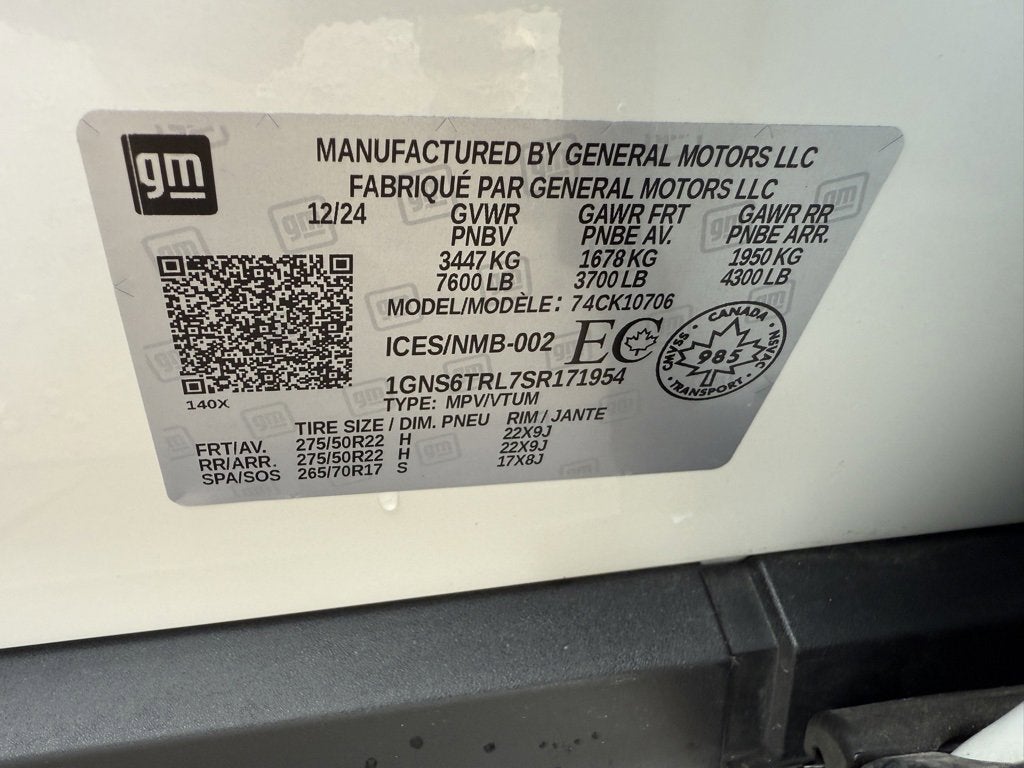 gm
MANUFACTURED BY GENERAL MOTORS LLC
FABRIQUÉ PAR GENERAL MOTORS LLC
12/24 GVWR GAWR FRT GAWR RR
PNBV PNBE AV. PNBE ARR.
3447 KG 1678 KG 1950 KG
7600 LB 3700 LB 4300 LB
MODEL/MODÈLE: 74CK10706
ICES/NMB-002 EC
CANADA · NSVAC · TRANSPORT · CMVSS ·
985
1GNS6TRL7SR171954
140X
TYPE: MPV/VTUM
TIRE SIZE / DIM. PNEU RIM / JANTE
FRT/AV. 275/50R22 H 22X9J
RR/ARR. 275/50R22 H 22X9J
SPA/SOS 265/70R17 S 17X8J